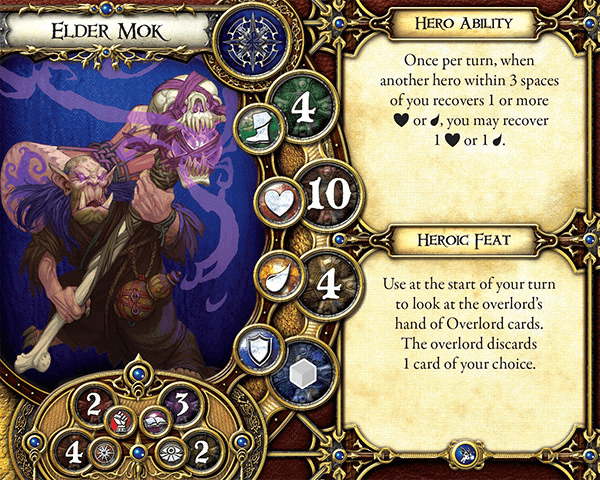 Elder Mok
4
10
4
2
3
4
2
Hero Ability
Once per turn, when
another hero within 3 spaces
of you recovers 1 or more
♥ or 💧, you may recover
1 ♥ or 1 💧.
Heroic Feat
Use at the start of your turn
to look at the overlord's
hand of Overlord cards.
The overlord discards
1 card of your choice.